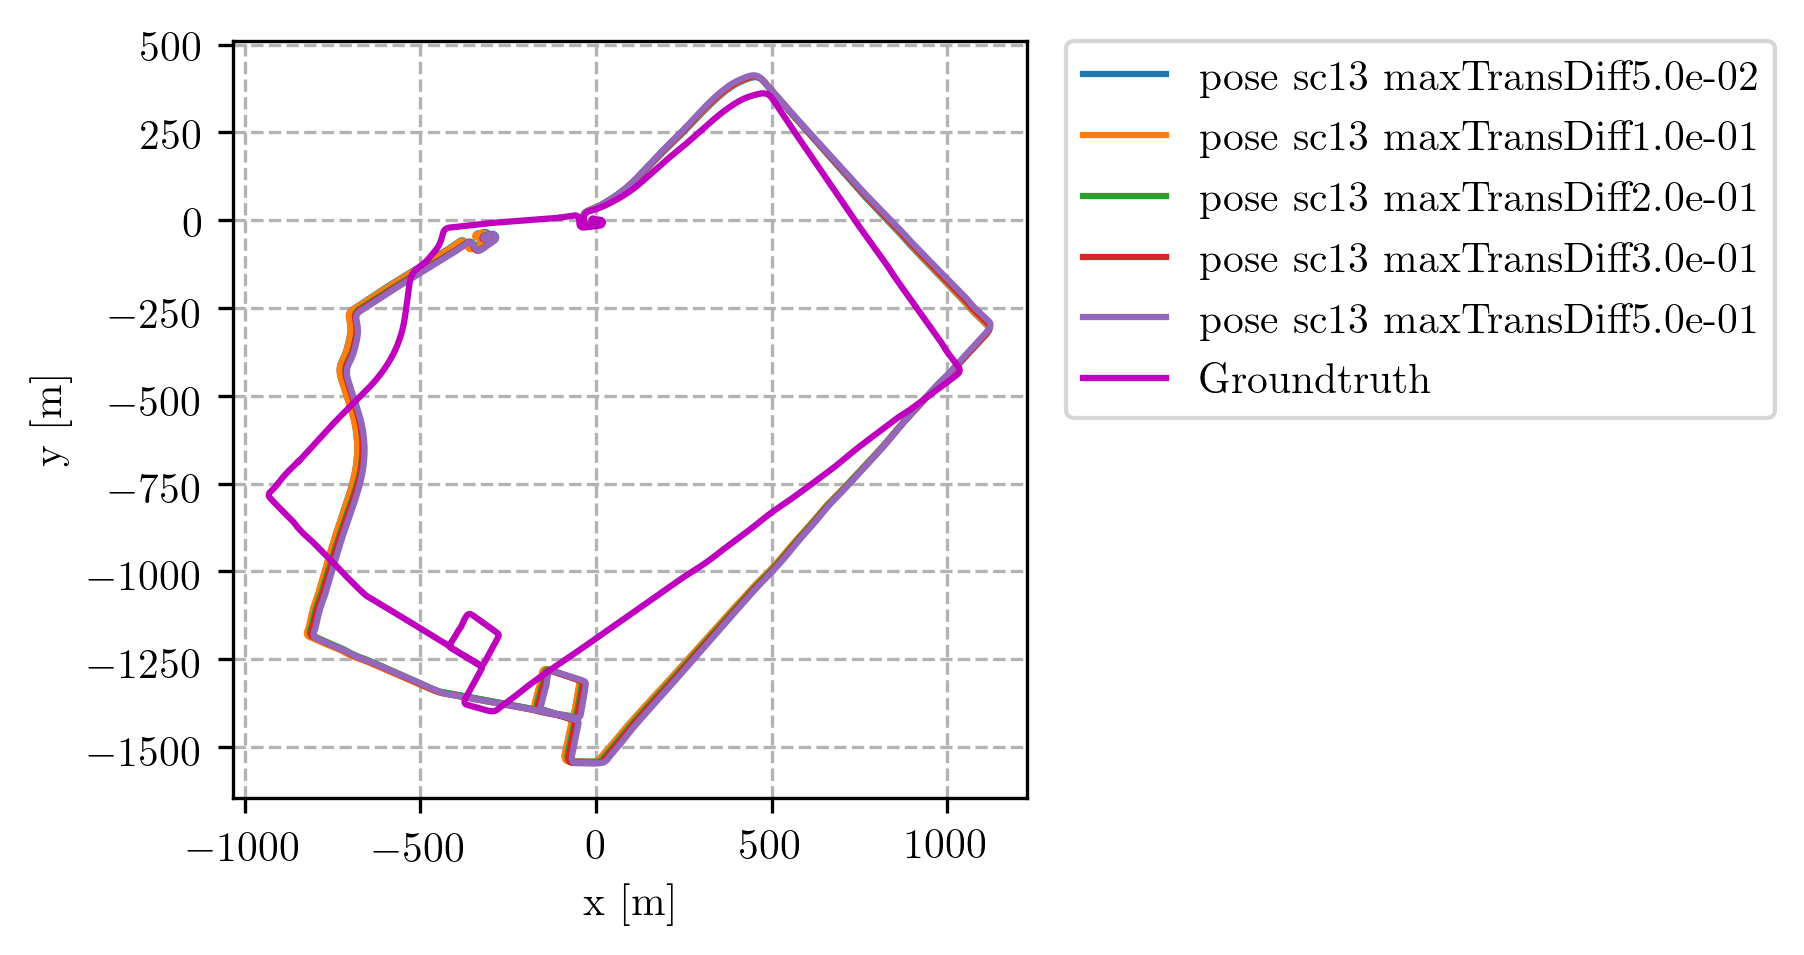 500
250
0
−250
−500
−750
−1000
−1250
−1500
y [m]
−1000
−500
0
500
1000
x [m]
pose sc13 maxTransDiff5.0e-02
pose sc13 maxTransDiff1.0e-01
pose sc13 maxTransDiff2.0e-01
pose sc13 maxTransDiff3.0e-01
pose sc13 maxTransDiff5.0e-01
Groundtruth